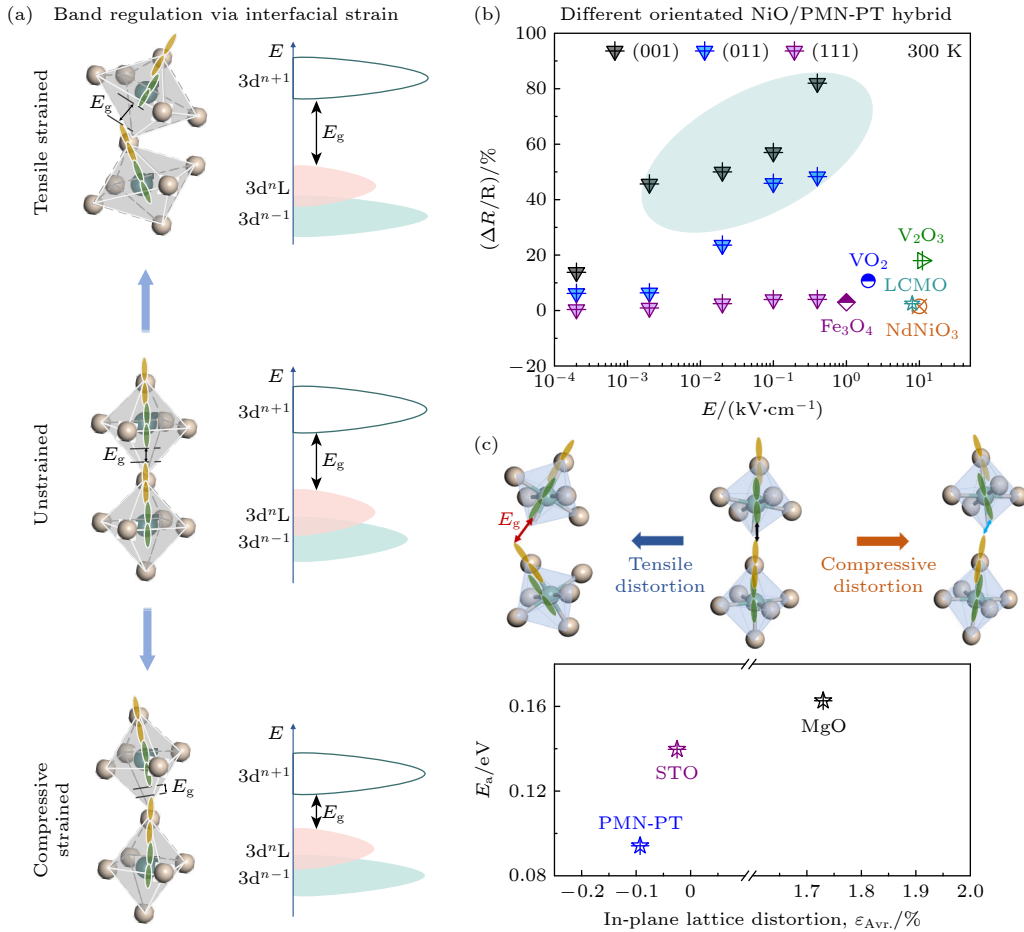 (a) Band regulation via interfacial strain
Tensile strained
E_g
E
3d^{n+1}
E_g
3d^nL
3d^{n−1}
Unstrained
E_g
E
3d^{n+1}
E_g
3d^nL
3d^{n−1}
Compressive
strained
E_g
E
3d^{n+1}
E_g
3d^nL
3d^{n−1}
(b) Different orientated NiO/PMN-PT hybrid
(001) (011) (111) 300 K
(ΔR/R)/%
100
80
60
40
20
0
−20
V₂O₃
VO₂
LCMO
Fe₃O₄
NdNiO₃
10⁻⁴ 10⁻³ 10⁻² 10⁻¹ 10⁰ 10¹
E/(kV·cm⁻¹)
(c)
E_g
Tensile
distortion
Compressive
distortion
E_a/eV
0.16
0.12
0.08
MgO
STO
PMN-PT
−0.2 −0.1 0 1.7 1.8 1.9 2.0
In-plane lattice distortion, ε_{Avr.}/%